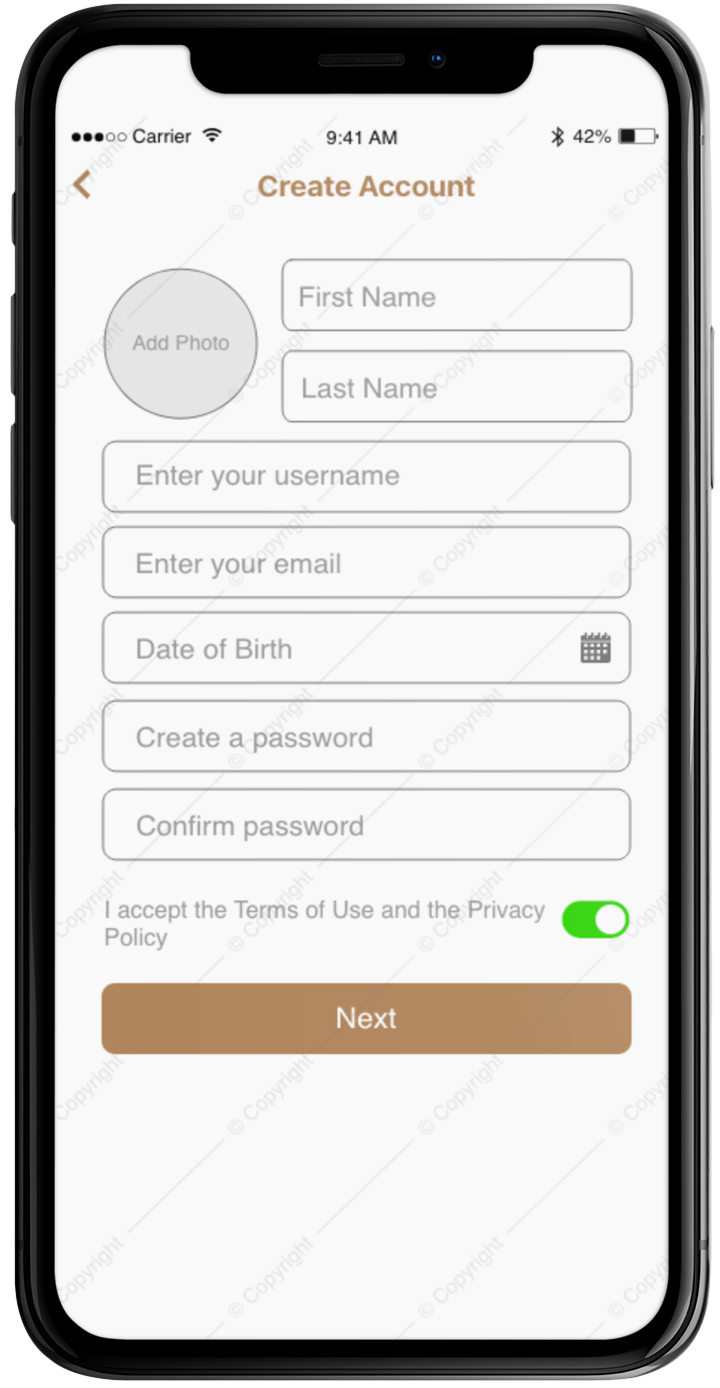 Carrier 9:41 AM 42%
Create Account
First Name
Add Photo
Last Name
Enter your username
Enter your email
Date of Birth
Create a password
Confirm password
I accept the Terms of Use and the Privacy
Policy
Next
© Copyright